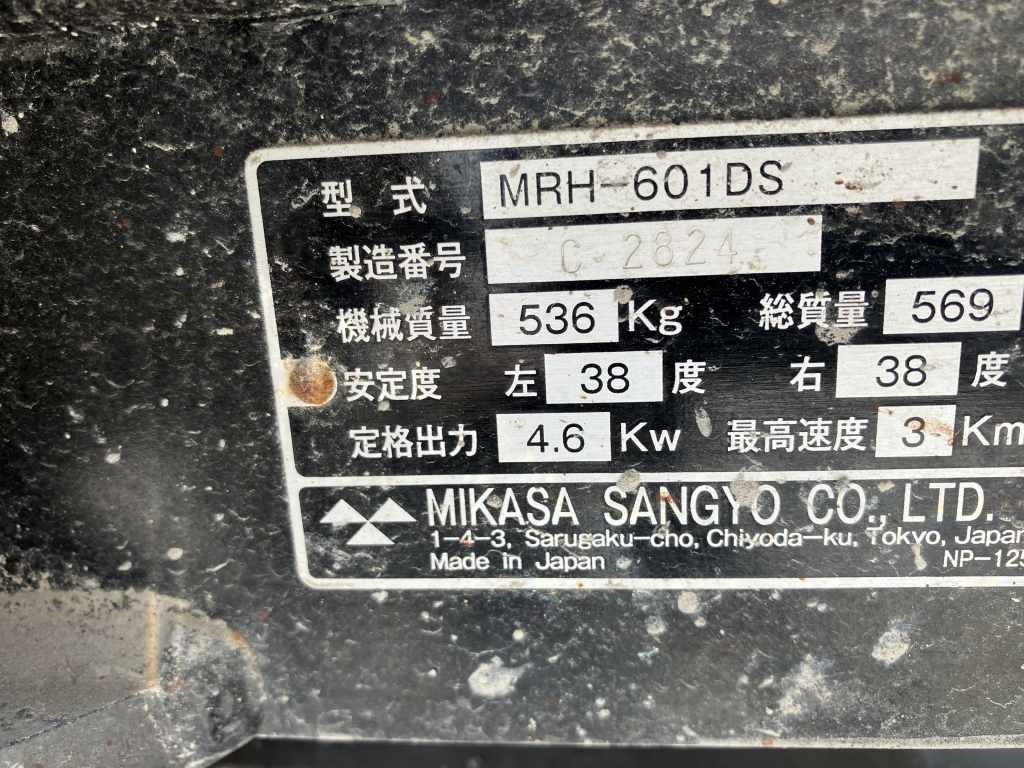 型式 MRH-601DS
製造番号 C-2824
機械質量 536 Kg 総質量 569
安定度 左 38 度 右 38 度
定格出力 4.6 Kw 最高速度 3 Km
MIKASA SANGYO CO., LTD.
1-4-3, Sarugaku-cho, Chiyoda-ku, Tokyo, Japan
Made in Japan NP-125